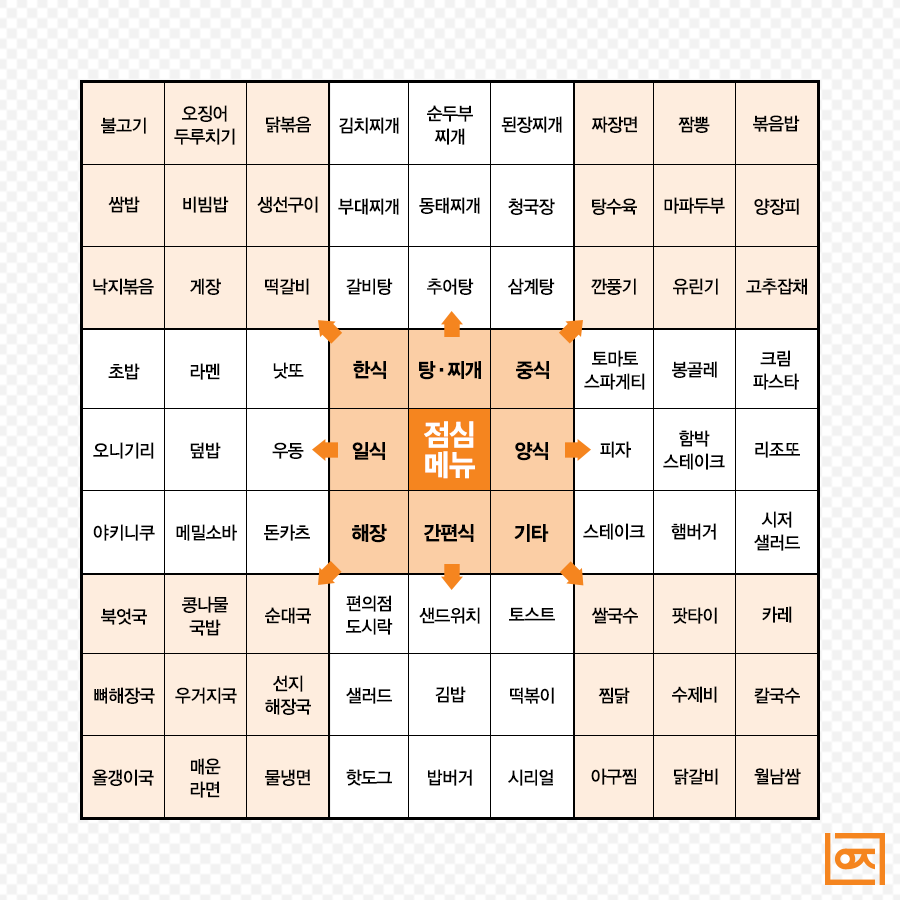 불고기
오징어
두루치기
닭볶음
김치찌개
순두부
찌개
된장찌개
짜장면
짬뽕
볶음밥
쌈밥
비빔밥
생선구이
부대찌개
동태찌개
청국장
탕수육
마파두부
양장피
낙지볶음
게장
떡갈비
갈비탕
추어탕
삼계탕
깐풍기
유린기
고추잡채
초밥
라멘
낫또
한식
탕·찌개
중식
토마토
스파게티
봉골레
크림
파스타
오니기리
덮밥
우동
일식
점심
메뉴
양식
피자
함박
스테이크
리조또
야키니쿠
메밀소바
돈카츠
해장
간편식
기타
스테이크
햄버거
시저
샐러드
북엇국
콩나물
국밥
순대국
편의점
도시락
샌드위치
토스트
쌀국수
팟타이
카레
뼈해장국
우거지국
선지
해장국
샐러드
김밥
떡볶이
찜닭
수제비
칼국수
올갱이국
매운
라면
물냉면
핫도그
밥버거
시리얼
아구찜
닭갈비
월남쌈